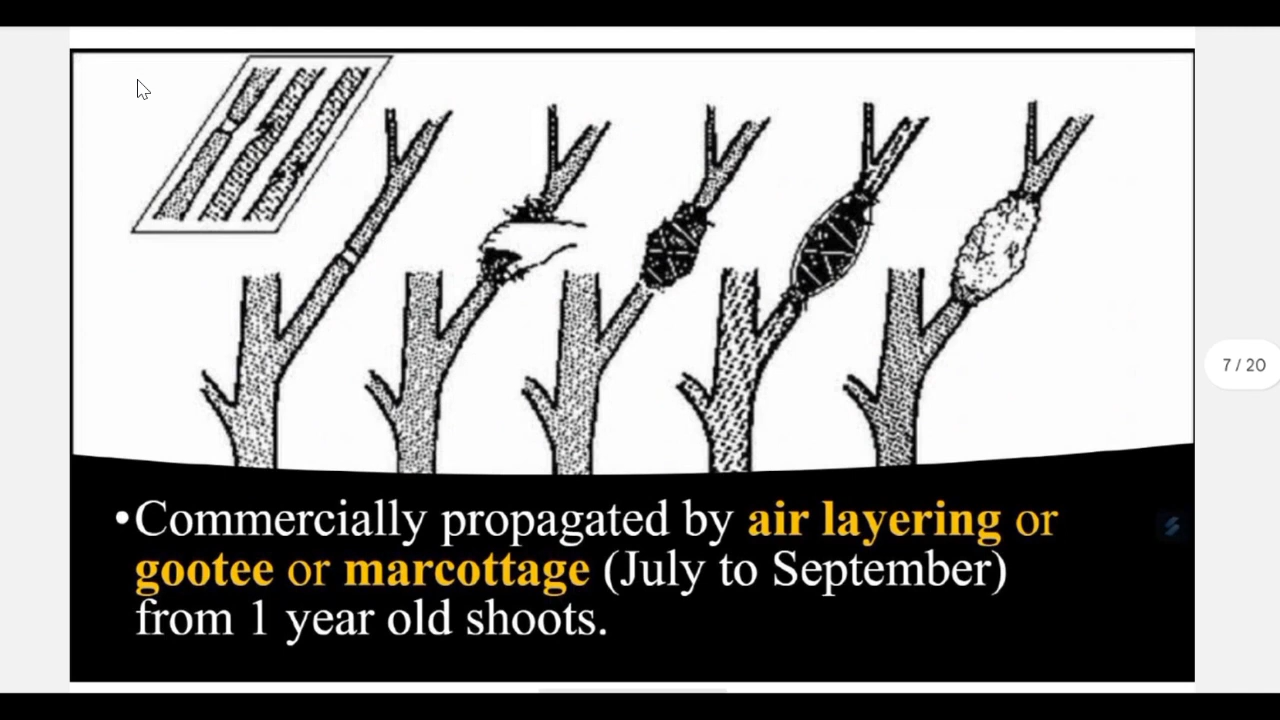 7 / 20
•Commercially propagated by air layering or
gootee or marcottage (July to September)
from 1 year old shoots.